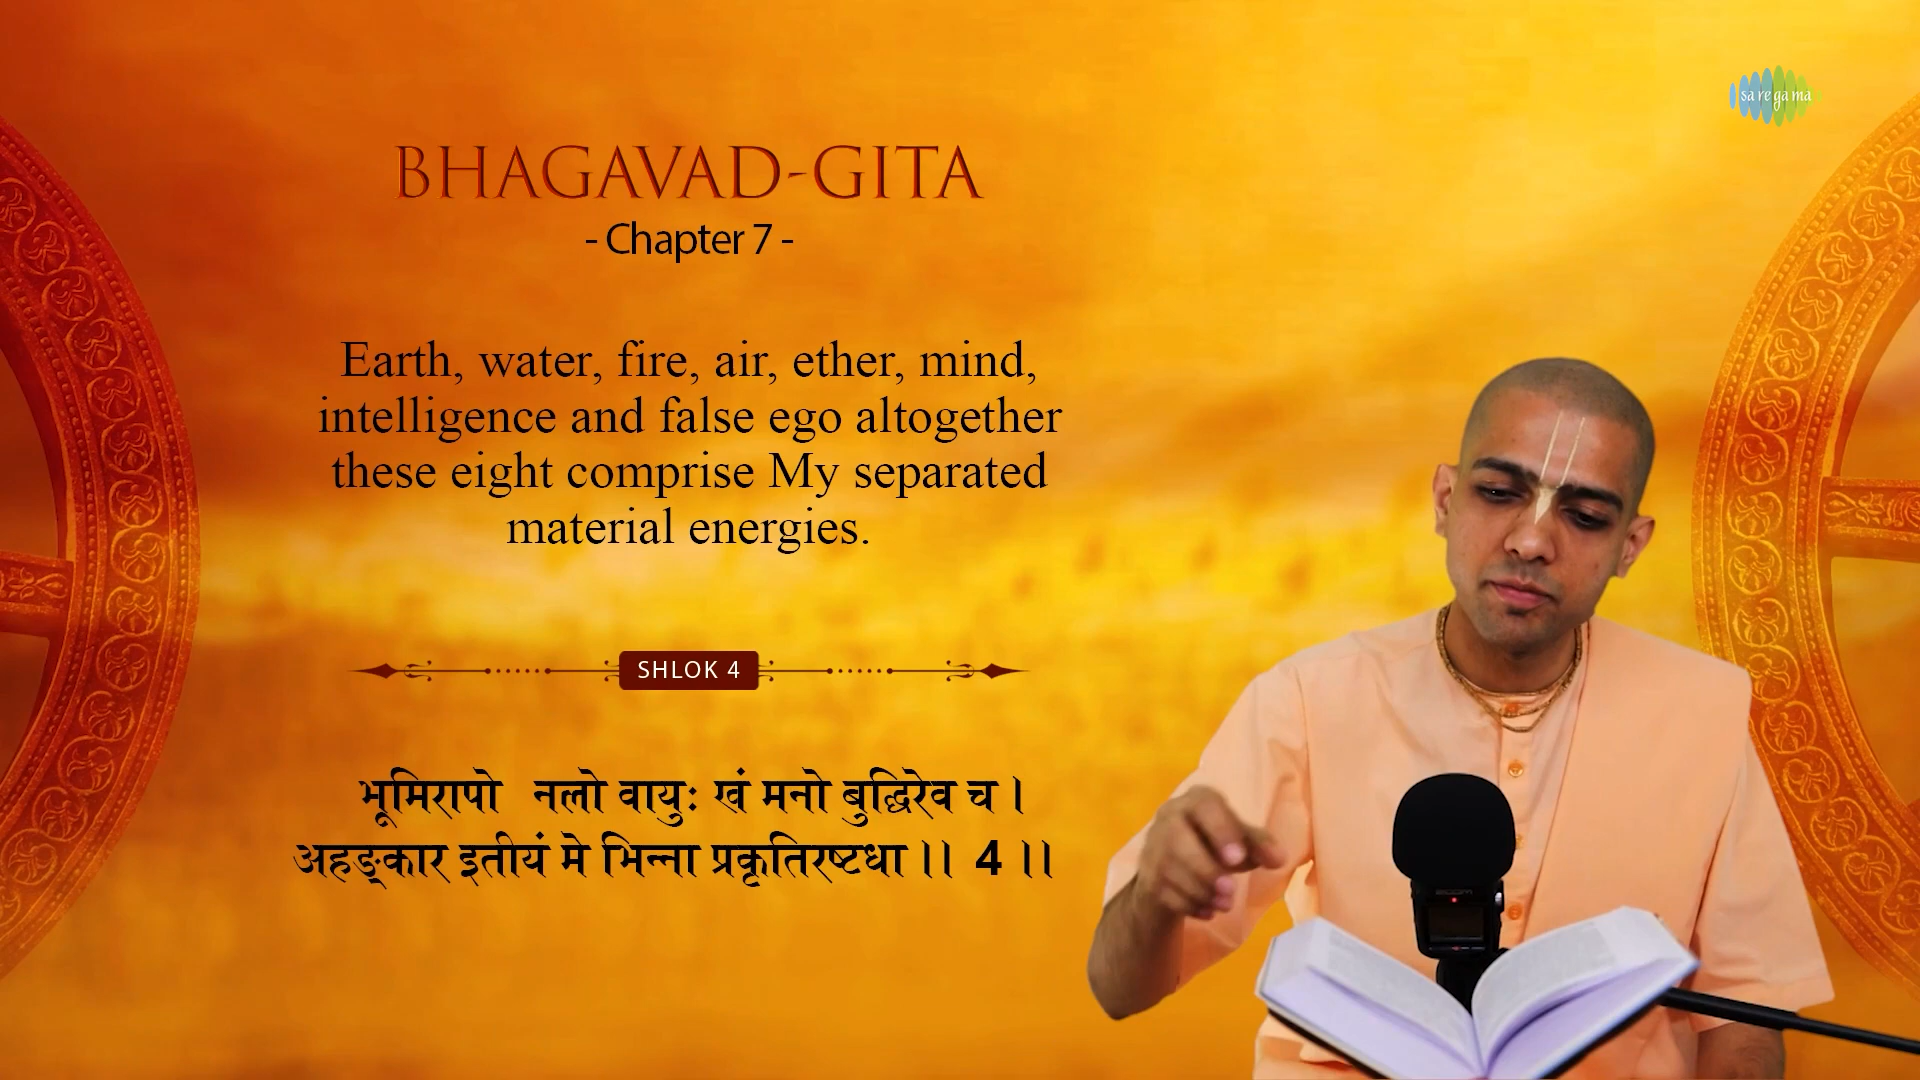 sa re ga ma
BHAGAVAD-GITA
- Chapter 7 -
Earth, water, fire, air, ether, mind,
intelligence and false ego altogether
these eight comprise My separated
material energies.
SHLOK 4
भूमिरापो नलो वायुः खं मनो बुद्धिरेव च ।
अहङ्कार इतीयं मे भिन्ना प्रकृतिरष्टधा ।। 4 ।।